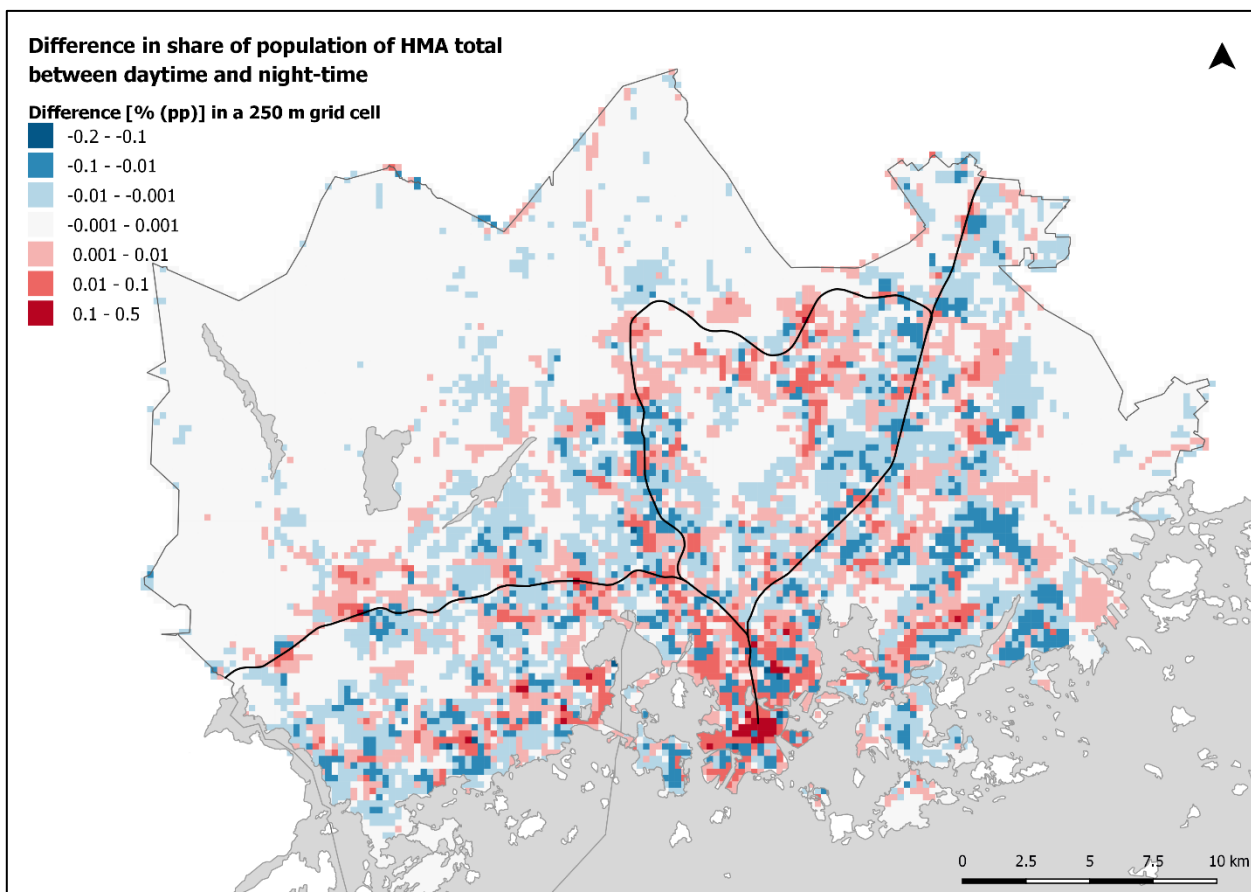 Difference in share of population of HMA total
between daytime and night-time
Difference [% (pp)] in a 250 m grid cell
-0.2 - -0.1
-0.1 - -0.01
-0.01 - -0.001
-0.001 - 0.001
0.001 - 0.01
0.01 - 0.1
0.1 - 0.5
0 2.5 5 7.5 10 km